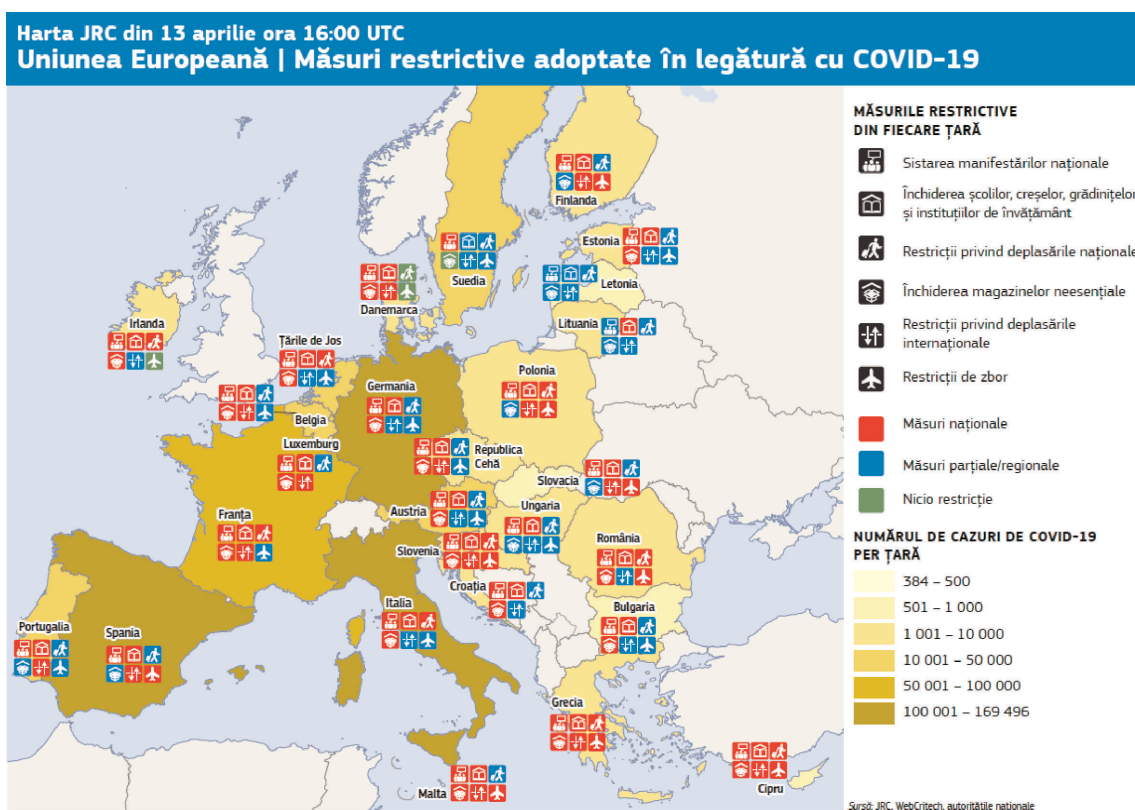 Harta JRC din 13 aprilie ora 16:00 UTC
Uniunea Europeană | Măsuri restrictive adoptate în legătură cu COVID-19
Finlanda
Estonia
Suedia
Letonia
Danemarca
Lituania
Irlanda
Țările de Jos
Polonia
Germania
Belgia
Luxemburg
Republica
Cehă
Slovacia
Austria
Ungaria
Franța
Slovenia
România
Croația
Italia
Bulgaria
Portugalia
Spania
Grecia
Malta
Cipru
MĂSURILE RESTRICTIVE
DIN FIECARE ȚARĂ
Sistarea manifestărilor naționale
Închiderea școlilor, creșelor, grădinițelor
și instituțiilor de învățământ
Restricții privind deplasările naționale
Închiderea magazinelor neesențiale
Restricții privind deplasările
internaționale
Restricții de zbor
Măsuri naționale
Măsuri parțiale/regionale
Nicio restricție
NUMĂRUL DE CAZURI DE COVID-19
PER ȚARĂ
384 – 500
501 – 1 000
1 001 – 10 000
10 001 – 50 000
50 001 – 100 000
100 001 – 169 496
Sursă: JRC, WebCritech, autoritățile naționale